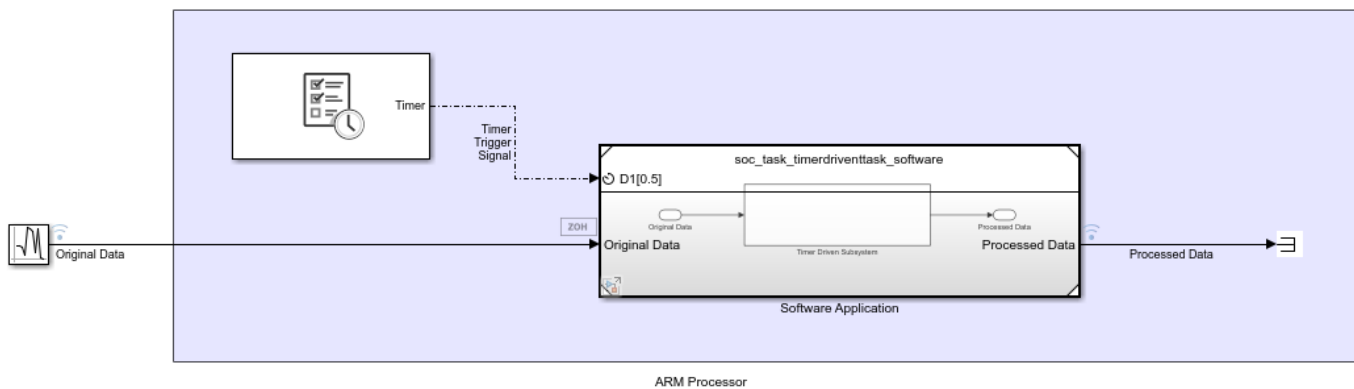 Timer
Timer
Trigger
Signal
soc_task_timerdriventtask_software
D1[0.5]
ZOH
Original Data
Original Data
Original Data
Timer Driven Subsystem
Processed Data
Processed Data
Processed Data
Software Application
ARM Processor